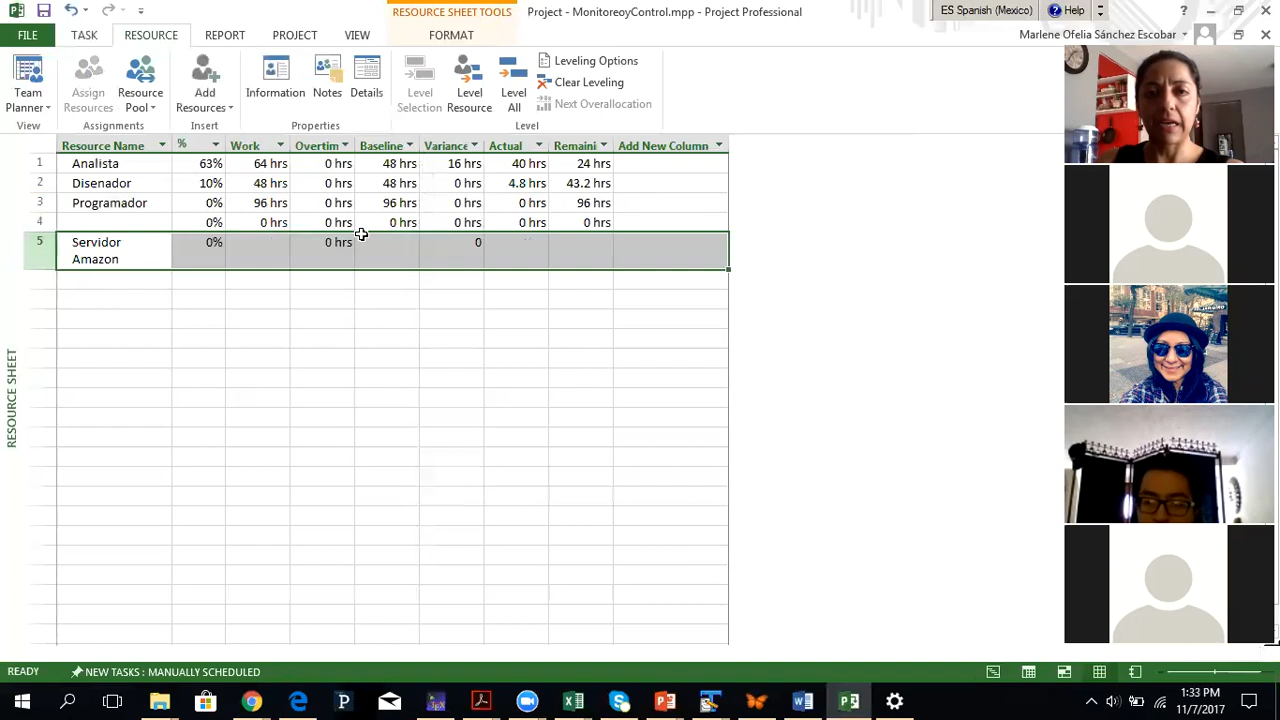 RESOURCE SHEET TOOLS
Project - MonitoreoyControl.mpp - Project Professional
ES Spanish (Mexico)
Help
?
FILE
TASK
RESOURCE
REPORT
PROJECT
VIEW
FORMAT
Marlene Ofelia Sánchez Escobar
Team Planner
Assign Resources
Resource Pool
Add Resources
Information
Notes
Details
Level Selection
Level Resource
Level All
Leveling Options
Clear Leveling
Next Overallocation
View
Assignments
Insert
Properties
Level
Resource Name % Work Overtim Baseline Variance Actual Remaini Add New Column
1 Analista 63% 64 hrs 0 hrs 48 hrs 16 hrs 40 hrs 24 hrs
2 Disenador 10% 48 hrs 0 hrs 48 hrs 0 hrs 4.8 hrs 43.2 hrs
3 Programador 0% 96 hrs 0 hrs 96 hrs 0 hrs 0 hrs 96 hrs
4 0% 0 hrs 0 hrs 0 hrs 0 hrs 0 hrs 0 hrs
5 Servidor 0% 0 hrs 0
Amazon
RESOURCE SHEET
READY
NEW TASKS : MANUALLY SCHEDULED
1:33 PM
11/7/2017